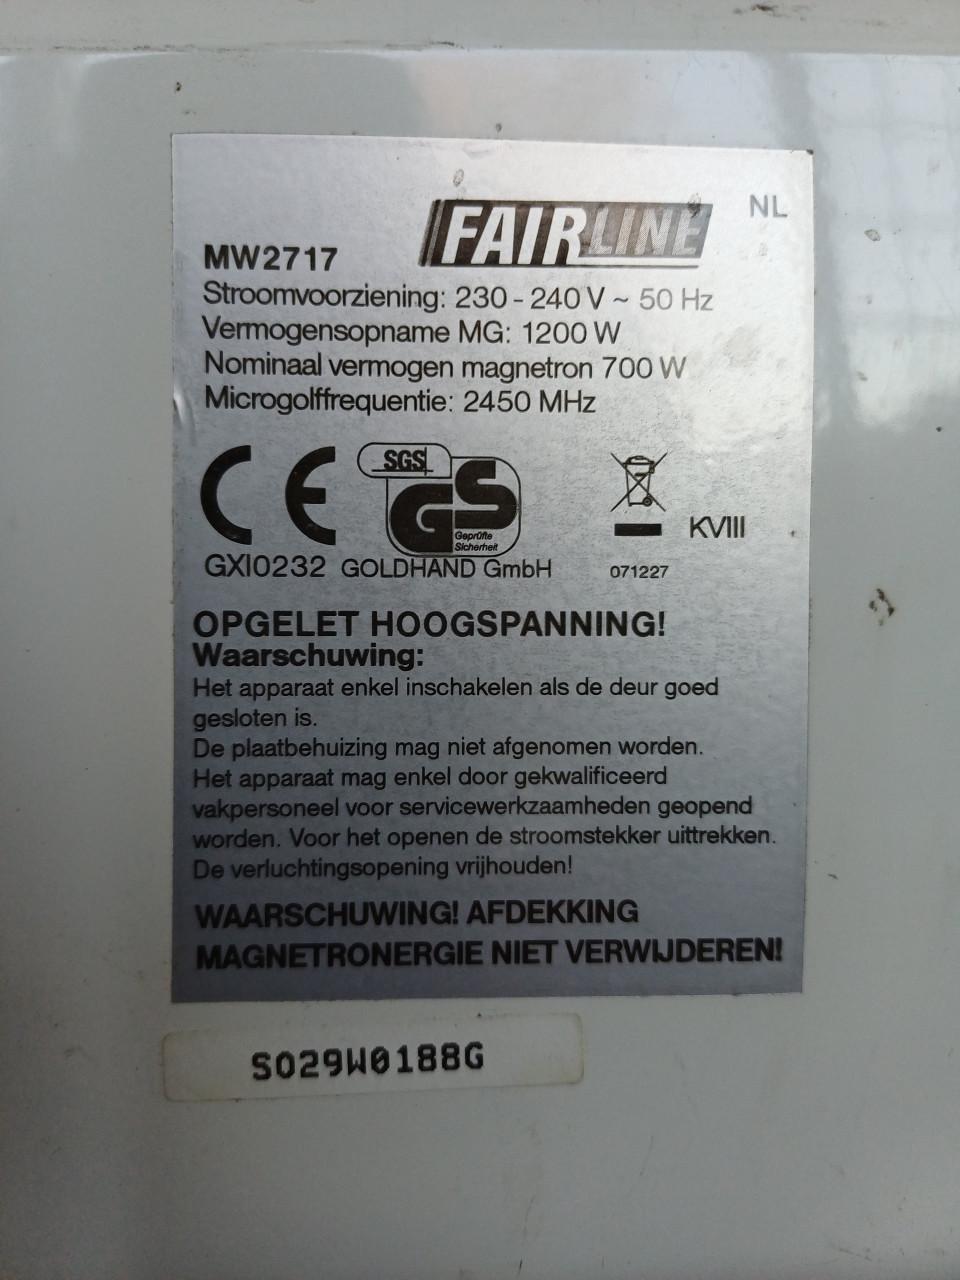 FAIRLINE
NL
MW2717
Stroomvoorziening: 230 - 240 V ~ 50 Hz
Vermogensopname MG: 1200 W
Nominaal vermogen magnetron 700 W
Microgolffrequentie: 2450 MHz
CE
SGS
GS
Geprüfte
Sicherheit
KVIII
GXI0232 GOLDHAND GmbH
071227
OPGELET HOOGSPANNING!
Waarschuwing:
Het apparaat enkel inschakelen als de deur goed
gesloten is.
De plaatbehuizing mag niet afgenomen worden.
Het apparaat mag enkel door gekwalificeerd
vakpersoneel voor servicewerkzaamheden geopend
worden. Voor het openen de stroomstekker uittrekken.
De verluchtingsopening vrijhouden!
WAARSCHUWING! AFDEKKING
MAGNETRONERGIE NIET VERWIJDEREN!
S029W0188G